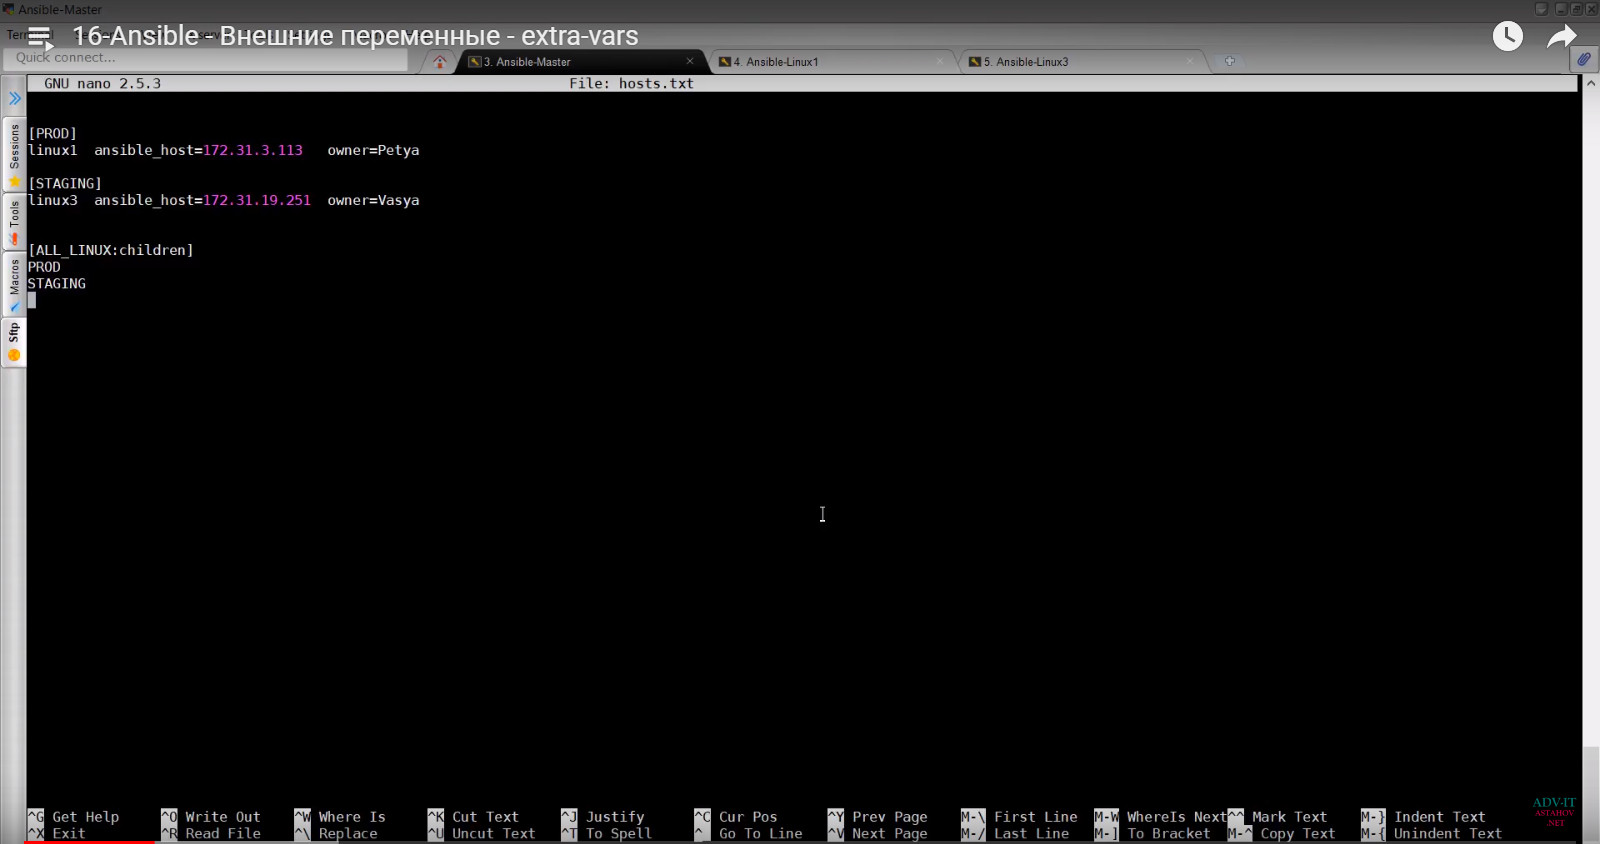 Ansible-Master
16-Ansible - Внешние переменные - extra-vars
Quick connect...
3. Ansible-Master
4. Ansible-Linux1
5. Ansible-Linux3
GNU nano 2.5.3 File: hosts.txt
[PROD]
linux1 ansible_host=172.31.3.113 owner=Petya
[STAGING]
linux3 ansible_host=172.31.19.251 owner=Vasya
[ALL_LINUX:children]
PROD
STAGING
Sessions
Tools
Macros
Sftp
^G Get Help ^O Write Out ^W Where Is ^K Cut Text ^J Justify ^C Cur Pos ^Y Prev Page M-\ First Line M-W WhereIs Next ^^ Mark Text M-} Indent Text
^X Exit ^R Read File ^\ Replace ^U Uncut Text ^T To Spell ^_ Go To Line ^V Next Page M-/ Last Line M-] To Bracket M-^ Copy Text M-{ Unindent Text
ADV-IT
ASTAHOV
.NET